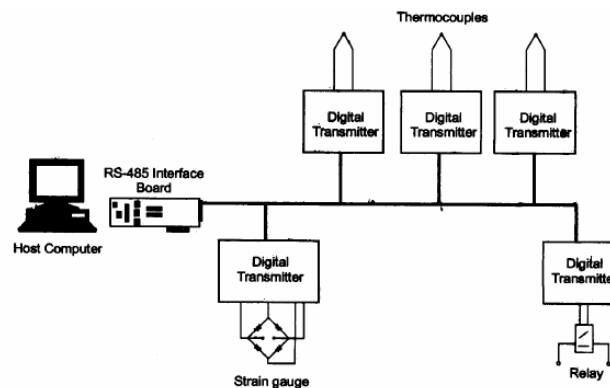 Thermocouples
Digital
Transmitter
Digital
Transmitter
Digital
Transmitter
RS-485 Interface
Board
Host Computer
Digital
Transmitter
Digital
Transmitte
Strain gauge
Relay